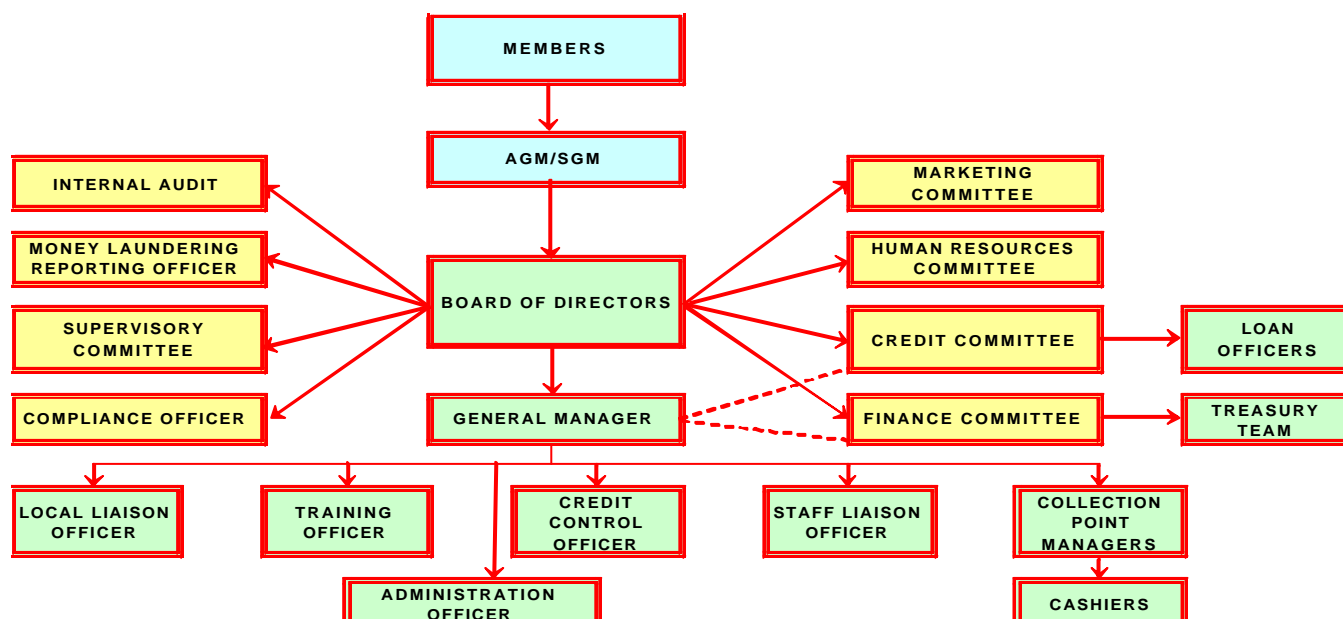 MEMBERS
AGM/SGM
INTERNAL AUDIT
MARKETING
COMMITTEE
MONEY LAUNDERING
REPORTING OFFICER
HUMAN RESOURCES
COMMITTEE
BOARD OF DIRECTORS
SUPERVISORY
COMMITTEE
CREDIT COMMITTEE
LOAN
OFFICERS
COMPLIANCE OFFICER
GENERAL MANAGER
FINANCE COMMITTEE
TREASURY
TEAM
LOCAL LIAISON
OFFICER
TRAINING
OFFICER
CREDIT
CONTROL
OFFICER
STAFF LIAISON
OFFICER
COLLECTION
POINT
MANAGERS
ADMINISTRATION
OFFICER
CASHIERS